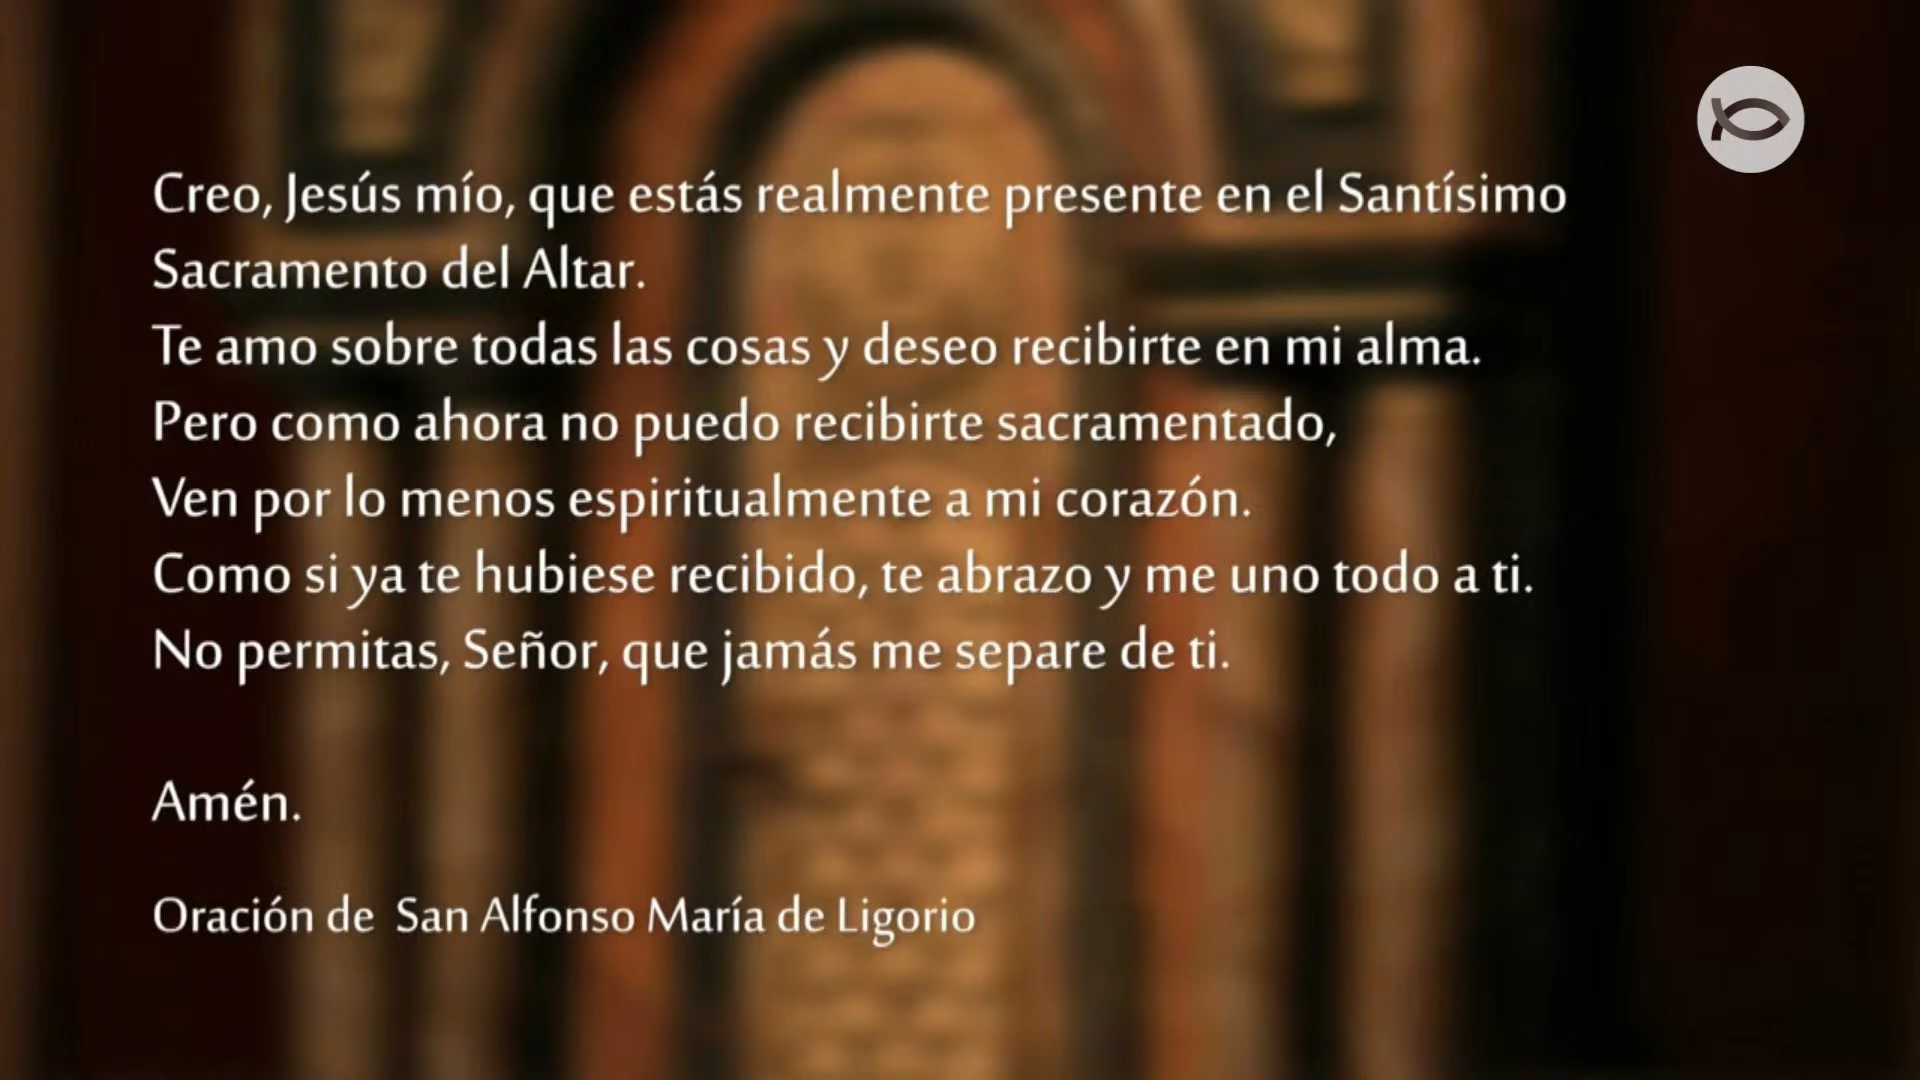 Creo, Jesús mío, que estás realmente presente en el Santísimo
Sacramento del Altar.
Te amo sobre todas las cosas y deseo recibirte en mi alma.
Pero como ahora no puedo recibirte sacramentado,
Ven por lo menos espiritualmente a mi corazón.
Como si ya te hubiese recibido, te abrazo y me uno todo a ti.
No permitas, Señor, que jamás me separe de ti.
Amén.
Oración de  San Alfonso María de Ligorio